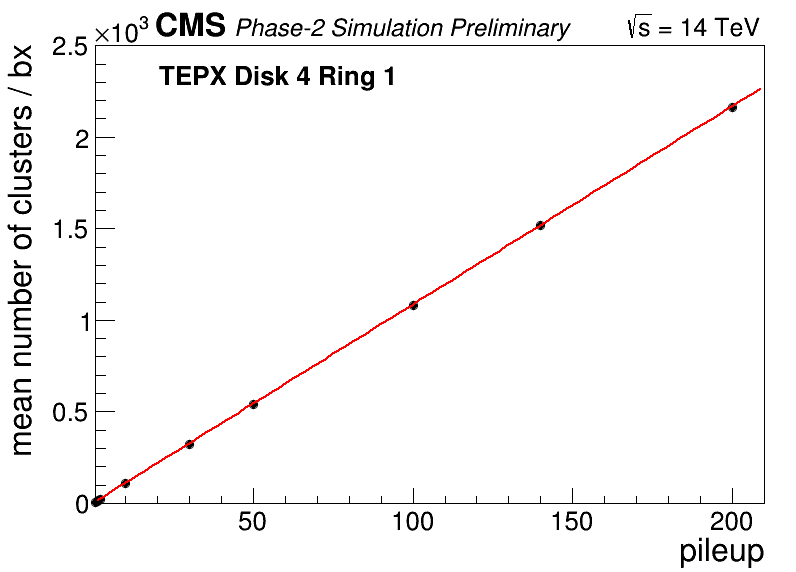 ×10³ CMS Phase-2 Simulation Preliminary √s = 14 TeV
TEPX Disk 4 Ring 1
mean number of clusters / bx
2.5
2
1.5
1
0.5
0
50 100 150 200
pileup